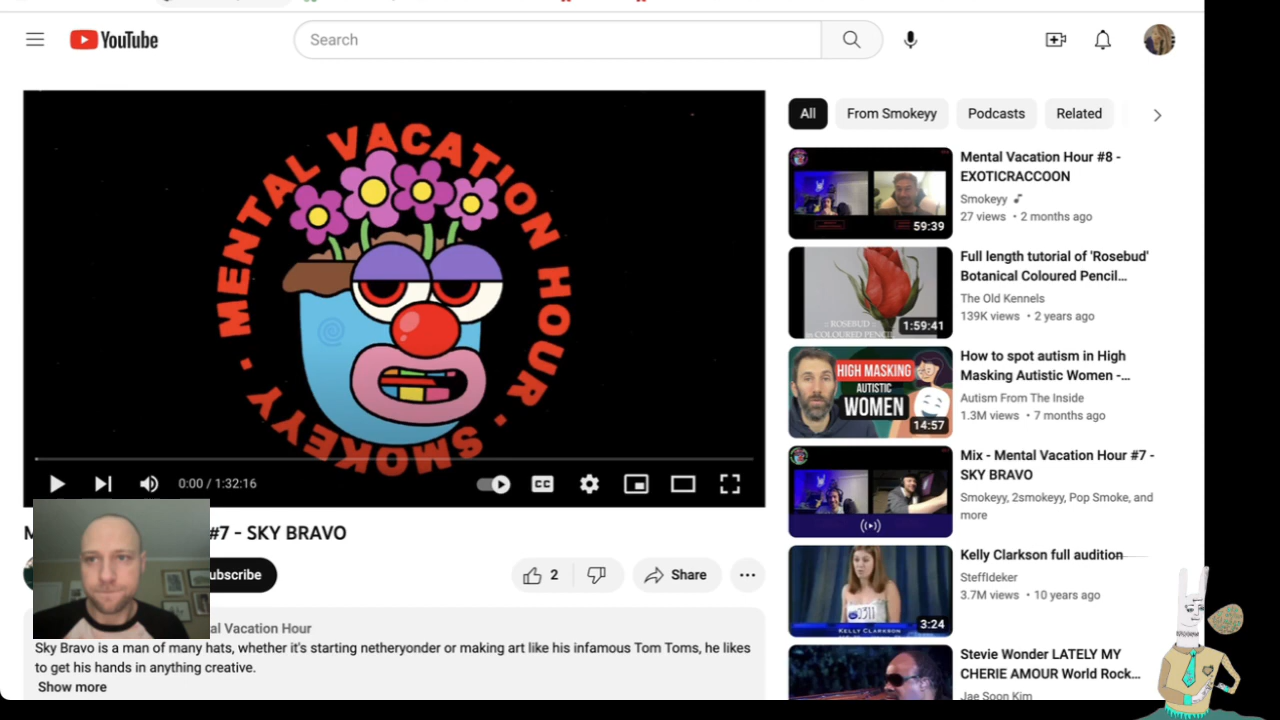 YouTube
Search
MENTAL VACATION HOUR · SMOKEYY ·
0:00 / 1:32:16
CC
#7 - SKY BRAVO
2
Share
al Vacation Hour
Sky Bravo is a man of many hats, whether it's starting netheryonder or making art like his infamous Tom Toms, he likes
to get his hands in anything creative.
Show more
All
From Smokeyy
Podcasts
Related
Mental Vacation Hour #8 -
EXOTICRACCOON
Smokeyy
27 views • 2 months ago
59:39
Full length tutorial of 'Rosebud'
Botanical Coloured Pencil...
The Old Kennels
139K views • 2 years ago
:: ROSEBUD ::
1:59:41
How to spot autism in High
Masking Autistic Women -...
Autism From The Inside
1.3M views • 7 months ago
HIGH MASKING
AUTISTIC
WOMEN
14:57
Mix - Mental Vacation Hour #7 -
SKY BRAVO
Smokeyy, 2smokeyy, Pop Smoke, and
more
Kelly Clarkson full audition
SteffIdeker
3.7M views • 10 years ago
KELLY CLARKSON
3:24
Stevie Wonder LATELY MY
CHERIE AMOUR World Rock...
Jae Soon Kim